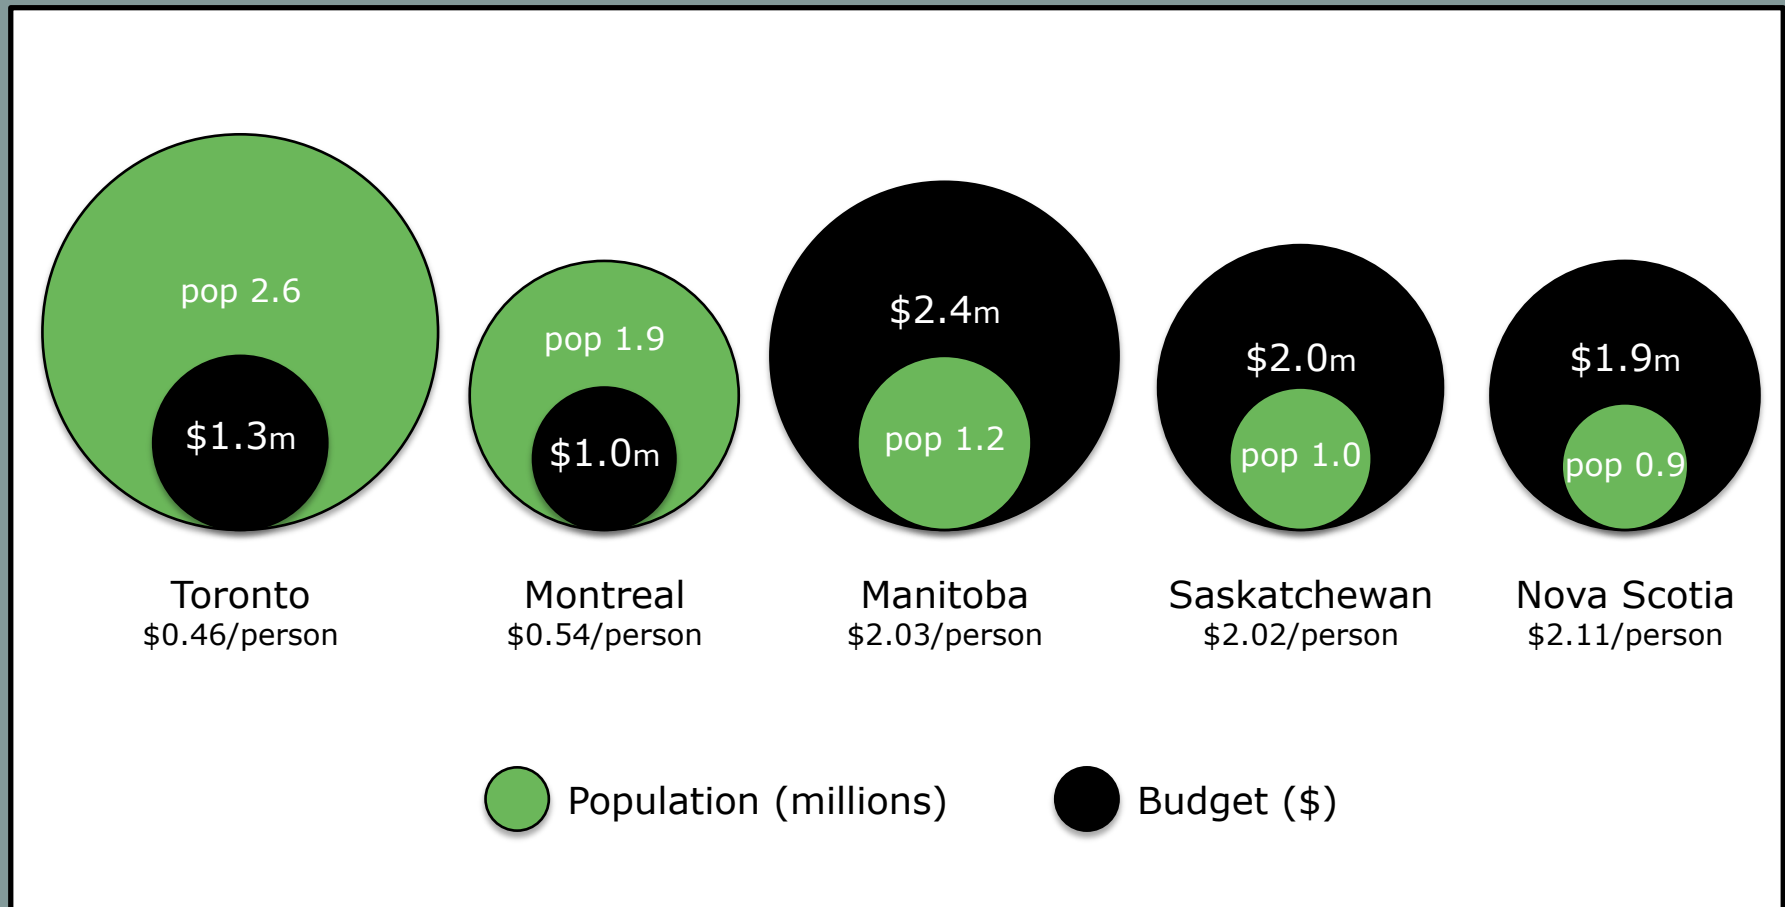 pop 2.6
$1.3m
pop 1.9
$1.0m
$2.4m
pop 1.2
$2.0m
pop 1.0
$1.9m
pop 0.9
Toronto
$0.46/person
Montreal
$0.54/person
Manitoba
$2.03/person
Saskatchewan
$2.02/person
Nova Scotia
$2.11/person
Population (millions)
Budget ($)